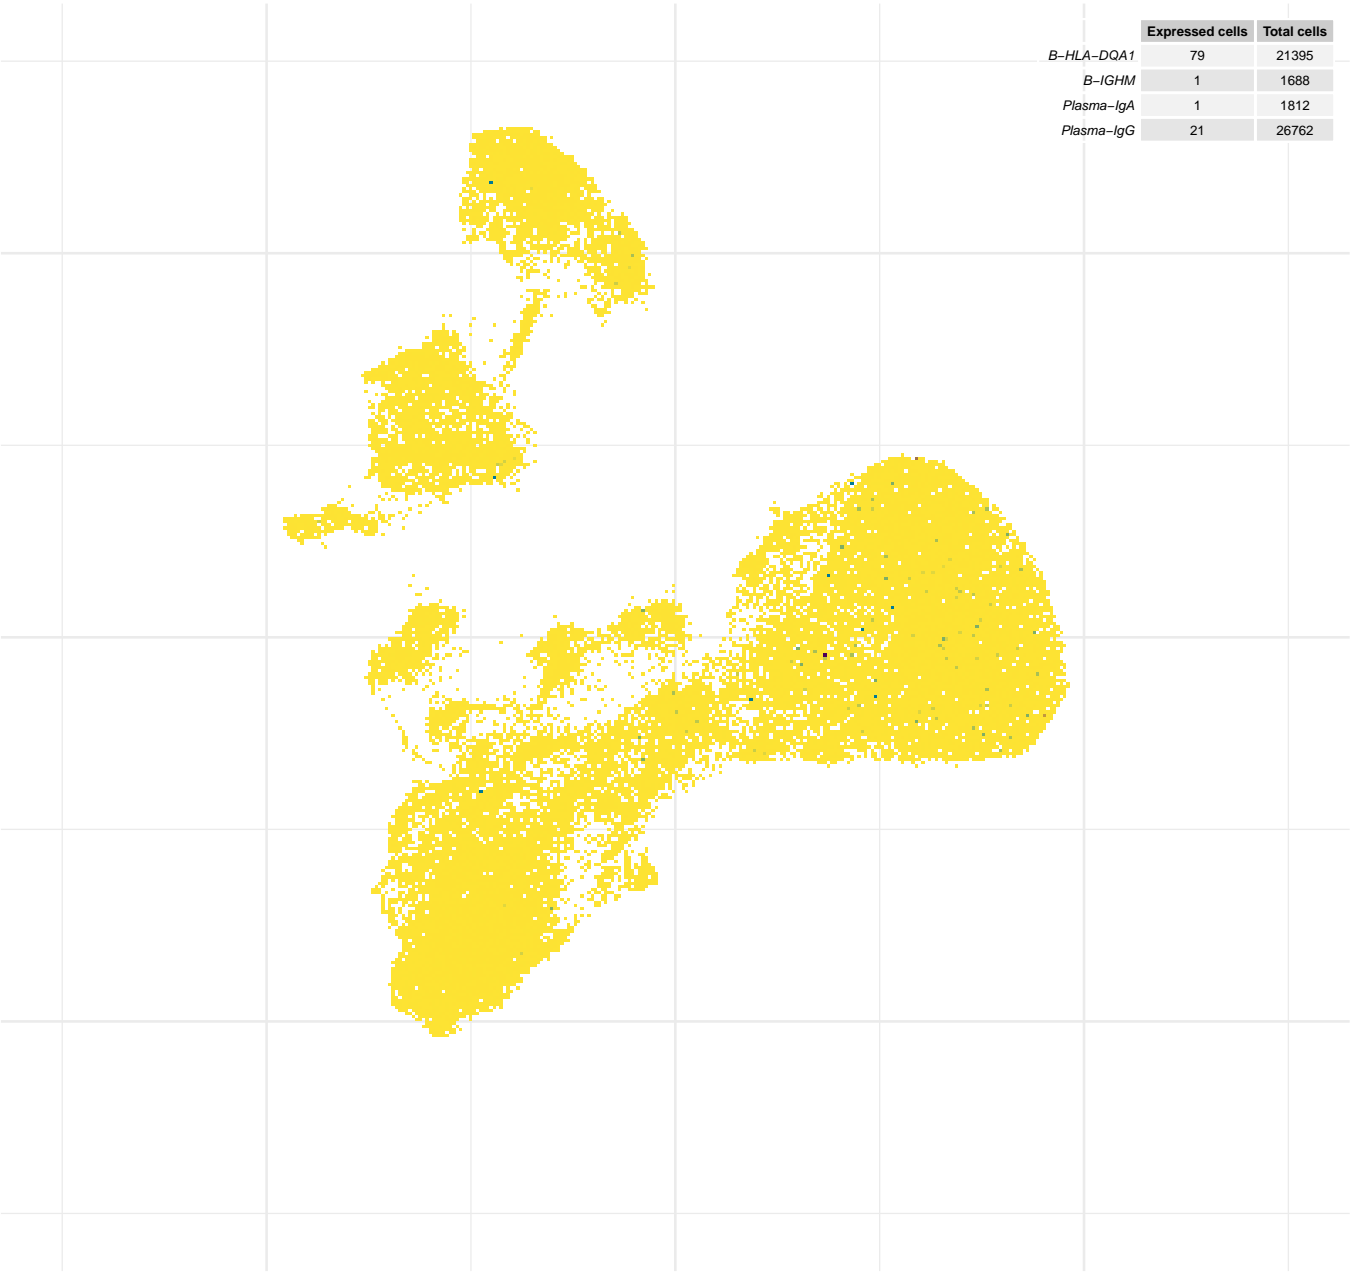 Expressed cells Total cells
B−HLA−DQA1 79 21395
B−IGHM 1 1688
Plasma−IgA 1 1812
Plasma−IgG 21 26762